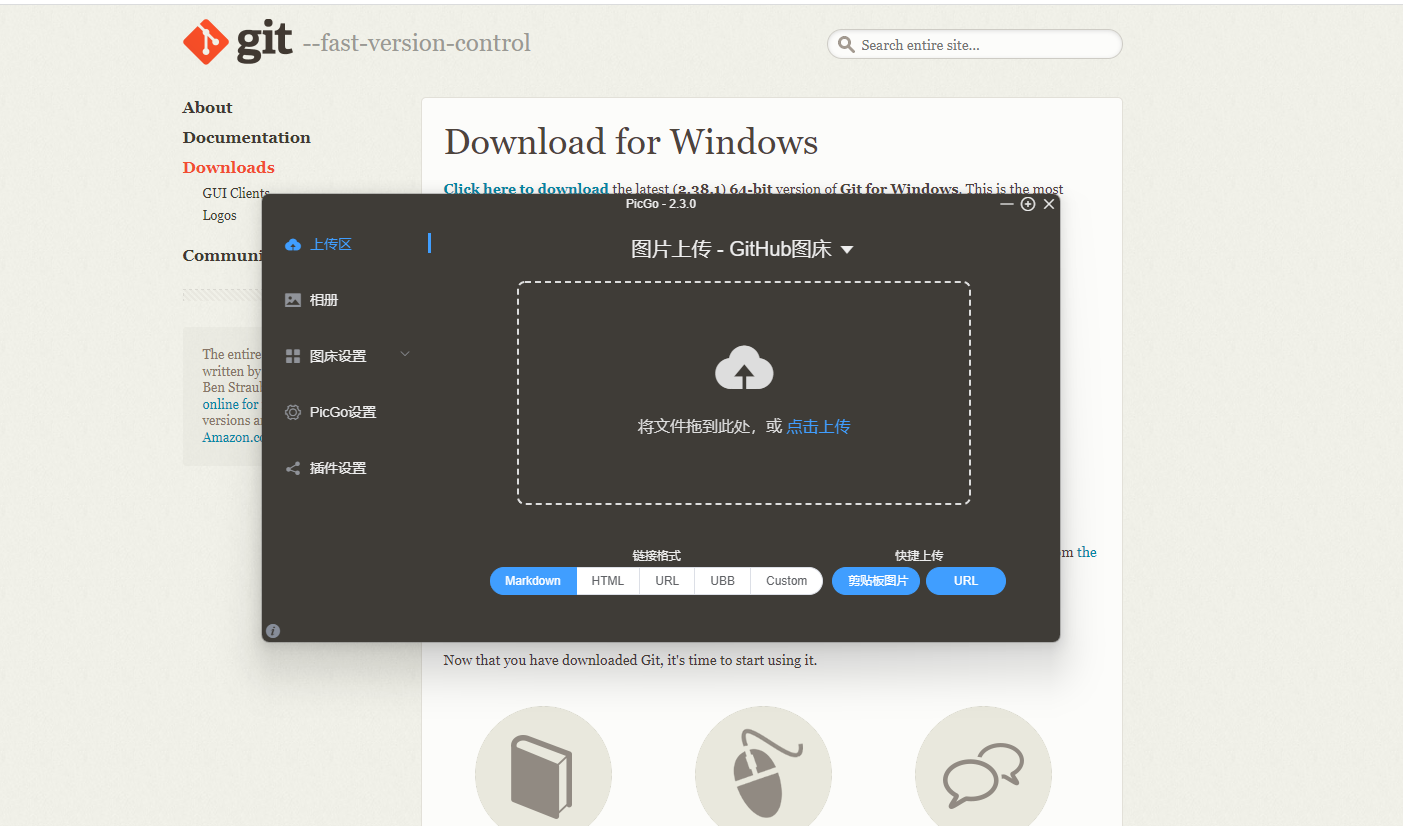 git --fast-version-control
Search entire site...
About
Documentation
Downloads
GUI Clients
Logos
Communi
The entire
written by
Ben Straub
online for
versions a
Amazon.co
Download for Windows
Click here to download the latest (2.38.1) 64-bit version of Git for Windows. This is the most
PicGo - 2.3.0
上传区
相册
图床设置
PicGo设置
插件设置
图片上传 - GitHub图床
将文件拖到此处，或 点击上传
链接格式
Markdown HTML URL UBB Custom
快捷上传
剪贴板图片 URL
m the
Now that you have downloaded Git, it's time to start using it.